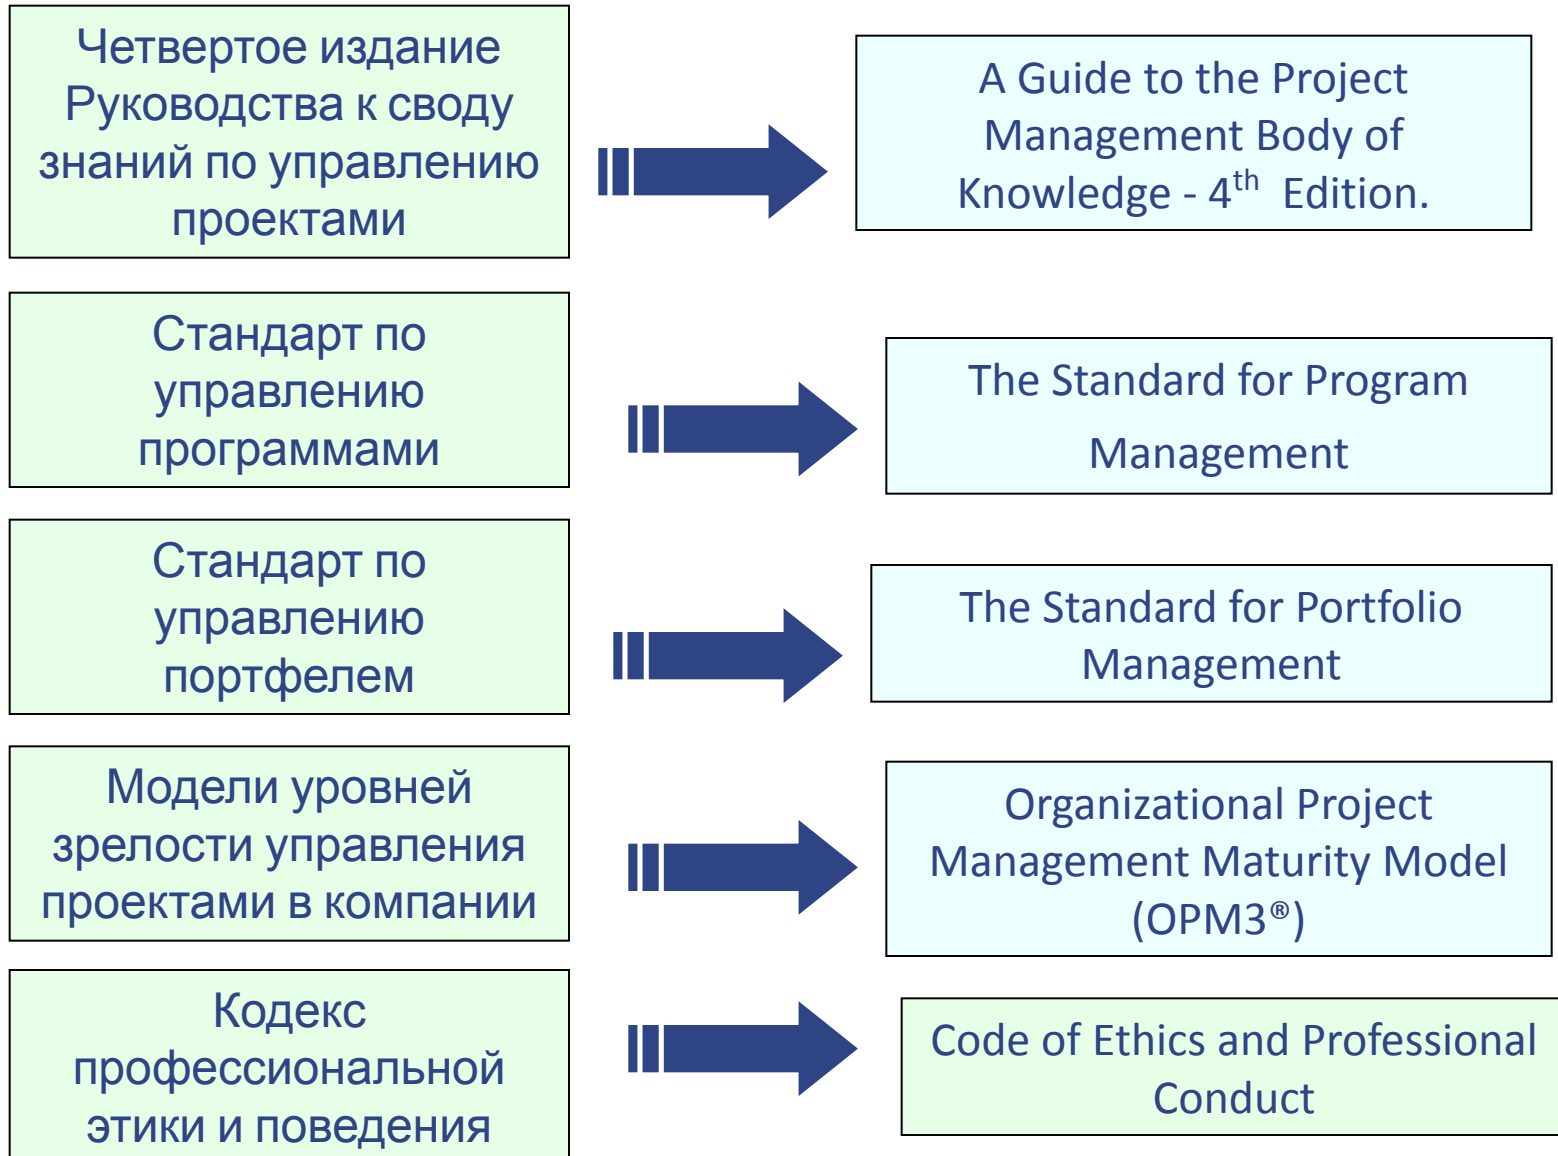 Четвертое издание
Руководства к своду
знаний по управлению
проектами
A Guide to the Project
Management Body of
Knowledge - 4th Edition.
Стандарт по
управлению
программами
The Standard for Program
Management
Стандарт по
управлению
портфелем
The Standard for Portfolio
Management
Модели уровней
зрелости управления
проектами в компании
Organizational Project
Management Maturity Model
(OPM3®)
Кодекс
профессиональной
этики и поведения
Code of Ethics and Professional
Conduct